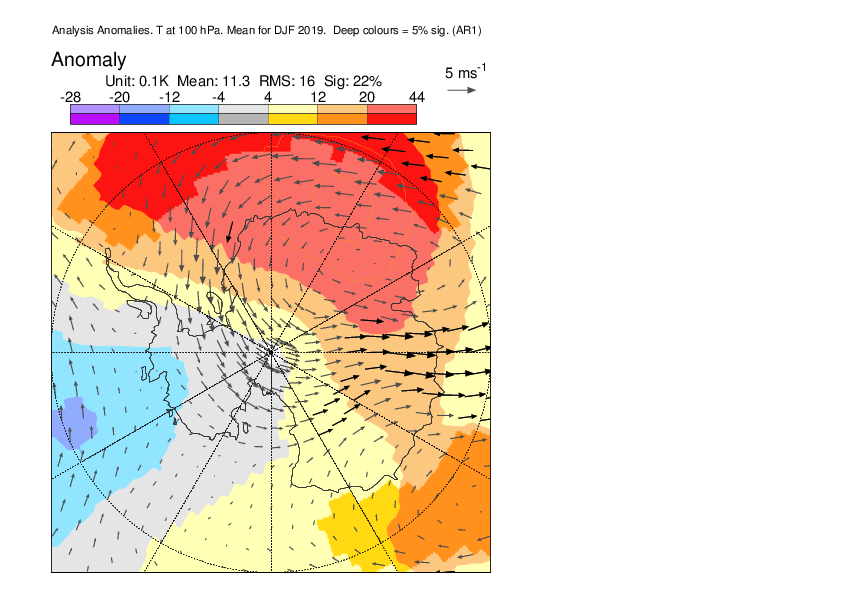 Analysis Anomalies. T at 100 hPa. Mean for DJF 2019. Deep colours = 5% sig. (AR1)
Anomaly
5 ms-1
Unit: 0.1K Mean: 11.3 RMS: 16 Sig: 22%
-28 -20 -12 -4 4 12 20 44